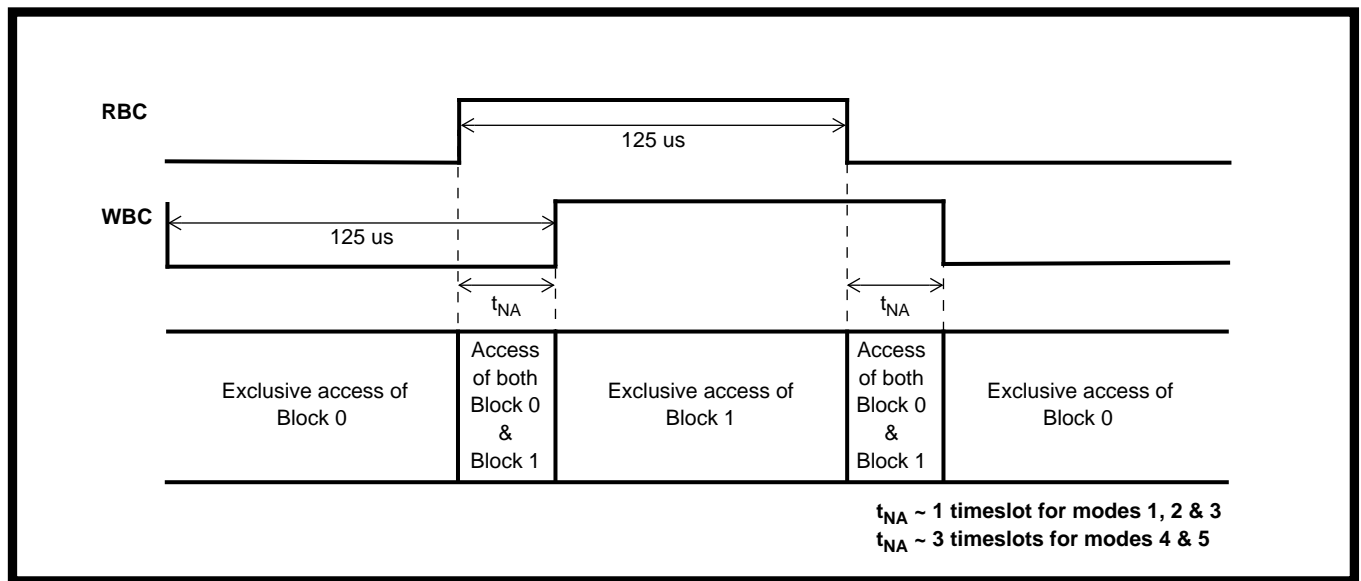 RBC
125 us
WBC
125 us
tNA
tNA
Exclusive access of
Block 0
Access
of both
Block 0
&
Block 1
Exclusive access of
Block 1
Access
of both
Block 0
&
Block 1
Exclusive access of
Block 0
tNA ~ 1 timeslot for modes 1, 2 & 3
tNA ~ 3 timeslots for modes 4 & 5